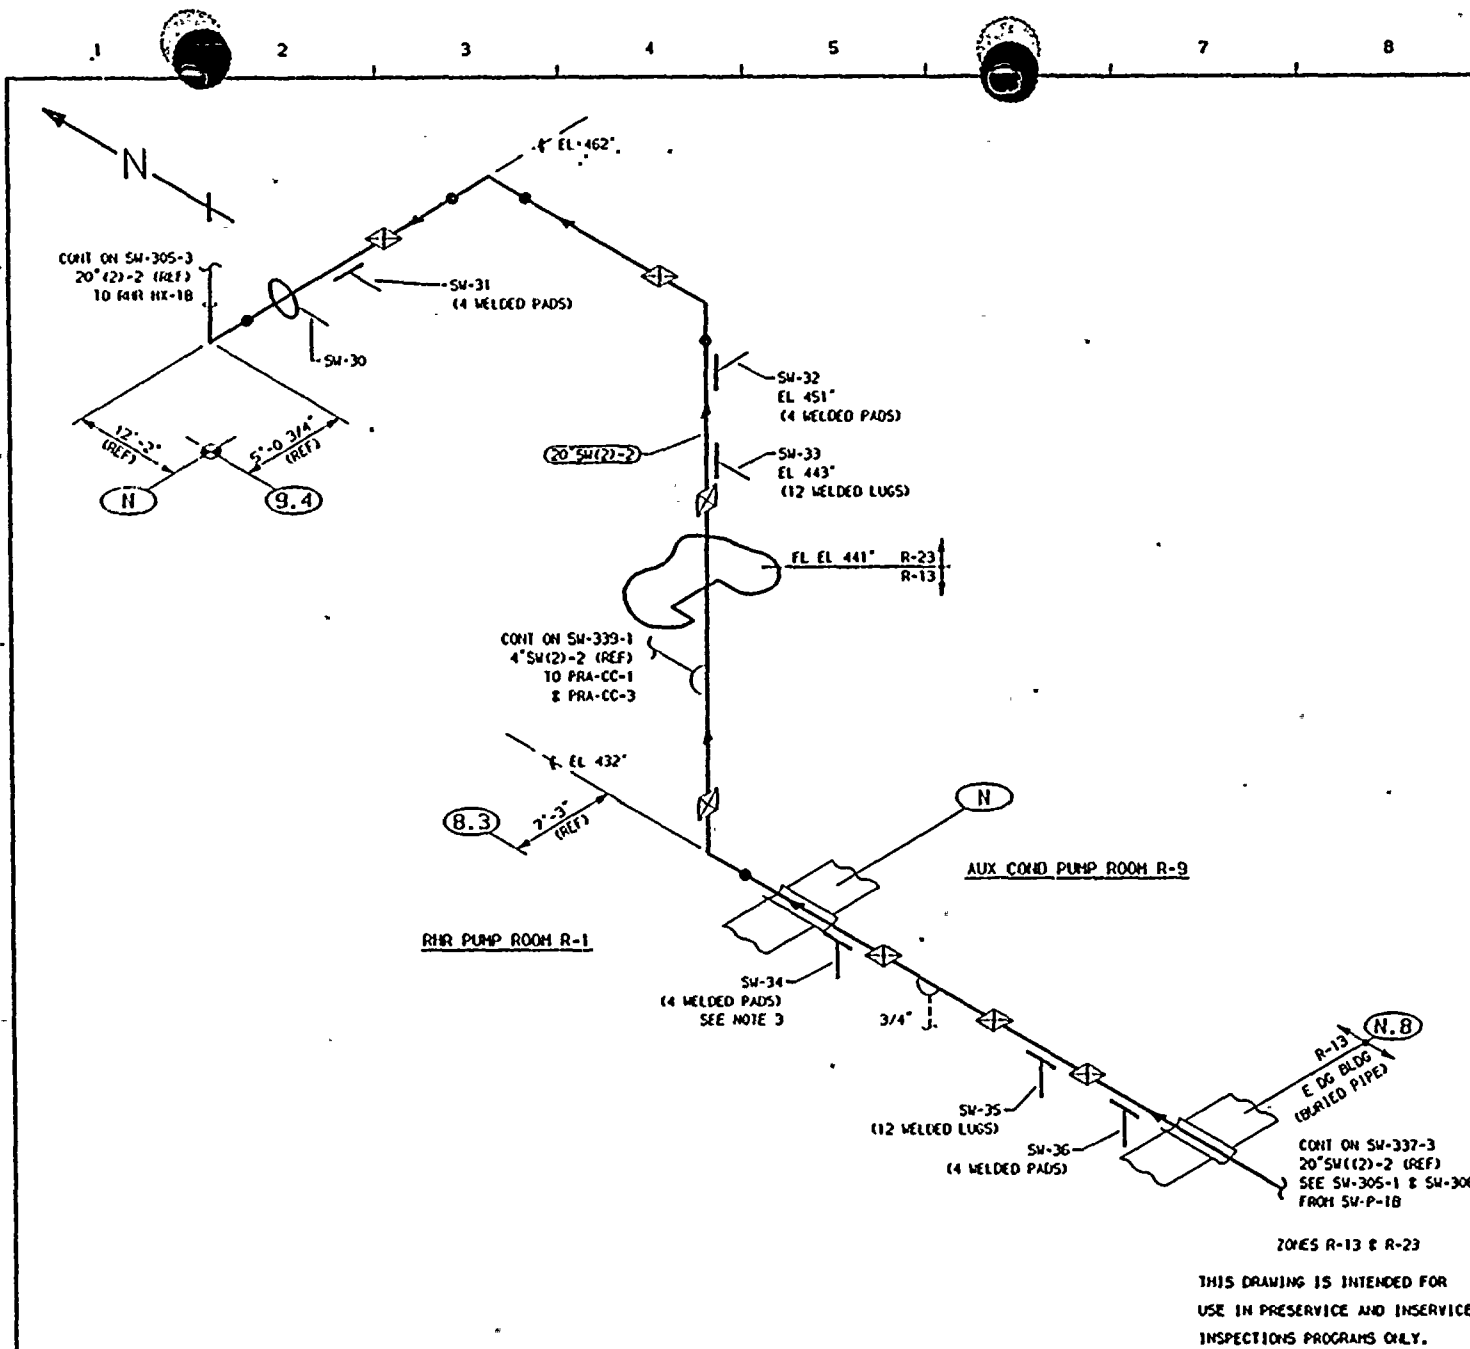 1 2 3 4 5 7 8
N
EL 462'
CONT ON SW-305-3
20"(2)-2 (REF)
TO RHR HX-1B
SW-31
(4 WELDED PADS)
SW-30
SW-32
EL 451'
(4 WELDED PADS)
12'-2"
(REF)
5'-0 3/4"
(REF)
20"SW(2)-2
SW-33
EL 443'
(12 WELDED LUGS)
N
9.4
FL EL 441' R-23
R-13
CONT ON SW-339-1
4"SW(2)-2 (REF)
TO PRA-CC-1
& PRA-CC-3
EL 432'
8.3
7'-3"
(REF)
N
AUX COND PUMP ROOM R-9
RHR PUMP ROOM R-1
SW-34
(4 WELDED PADS)
SEE NOTE 3
3/4"
N.8
R-13
E DG BLDG
(BURIED PIPE)
SW-35
(12 WELDED LUGS)
SW-36
(4 WELDED PADS)
CONT ON SW-337-3
20"SW((2)-2 (REF)
SEE SW-305-1 & SW-306
FROM SW-P-1B
ZONES R-13 & R-23
THIS DRAWING IS INTENDED FOR
USE IN PRESERVICE AND INSERVICE
INSPECTIONS PROGRAMS ONLY.